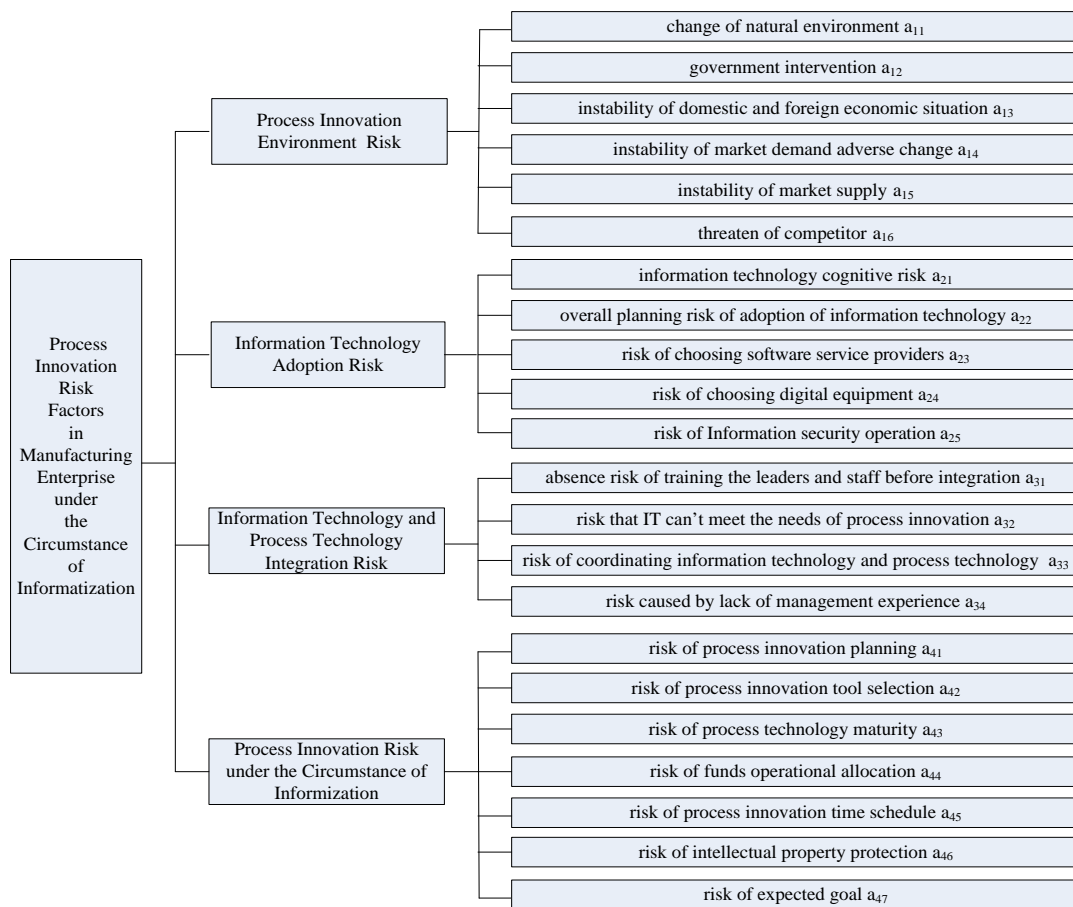 Process
Innovation
Risk
Factors
in
Manufacturing
Enterprise
under
the
Circumstance
of
Informatization
Process Innovation
Environment Risk
change of natural environment a₁₁
government intervention a₁₂
instability of domestic and foreign economic situation a₁₃
instability of market demand adverse change a₁₄
instability of market supply a₁₅
threaten of competitor a₁₆
Information Technology
Adoption Risk
information technology cognitive risk a₂₁
overall planning risk of adoption of information technology a₂₂
risk of choosing software service providers a₂₃
risk of choosing digital equipment a₂₄
risk of Information security operation a₂₅
Information Technology and
Process Technology
Integration Risk
absence risk of training the leaders and staff before integration a₃₁
risk that IT can’t meet the needs of process innovation a₃₂
risk of coordinating information technology and process technology a₃₃
risk caused by lack of management experience a₃₄
Process Innovation Risk
under the Circumstance of
Informization
risk of process innovation planning a₄₁
risk of process innovation tool selection a₄₂
risk of process technology maturity a₄₃
risk of funds operational allocation a₄₄
risk of process innovation time schedule a₄₅
risk of intellectual property protection a₄₆
risk of expected goal a₄₇